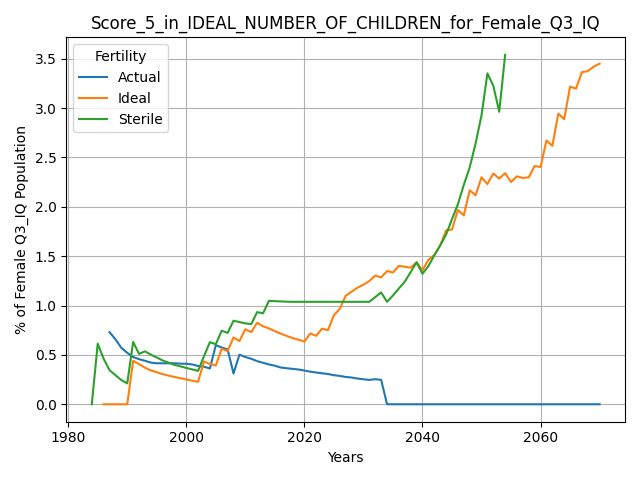 Score_5_in_IDEAL_NUMBER_OF_CHILDREN_for_Female_Q3_IQ
Fertility
Actual
Ideal
Sterile
% of Female Q3_IQ Population
3.5
3.0
2.5
2.0
1.5
1.0
0.5
0.0
1980
2000
2020
2040
2060
Years